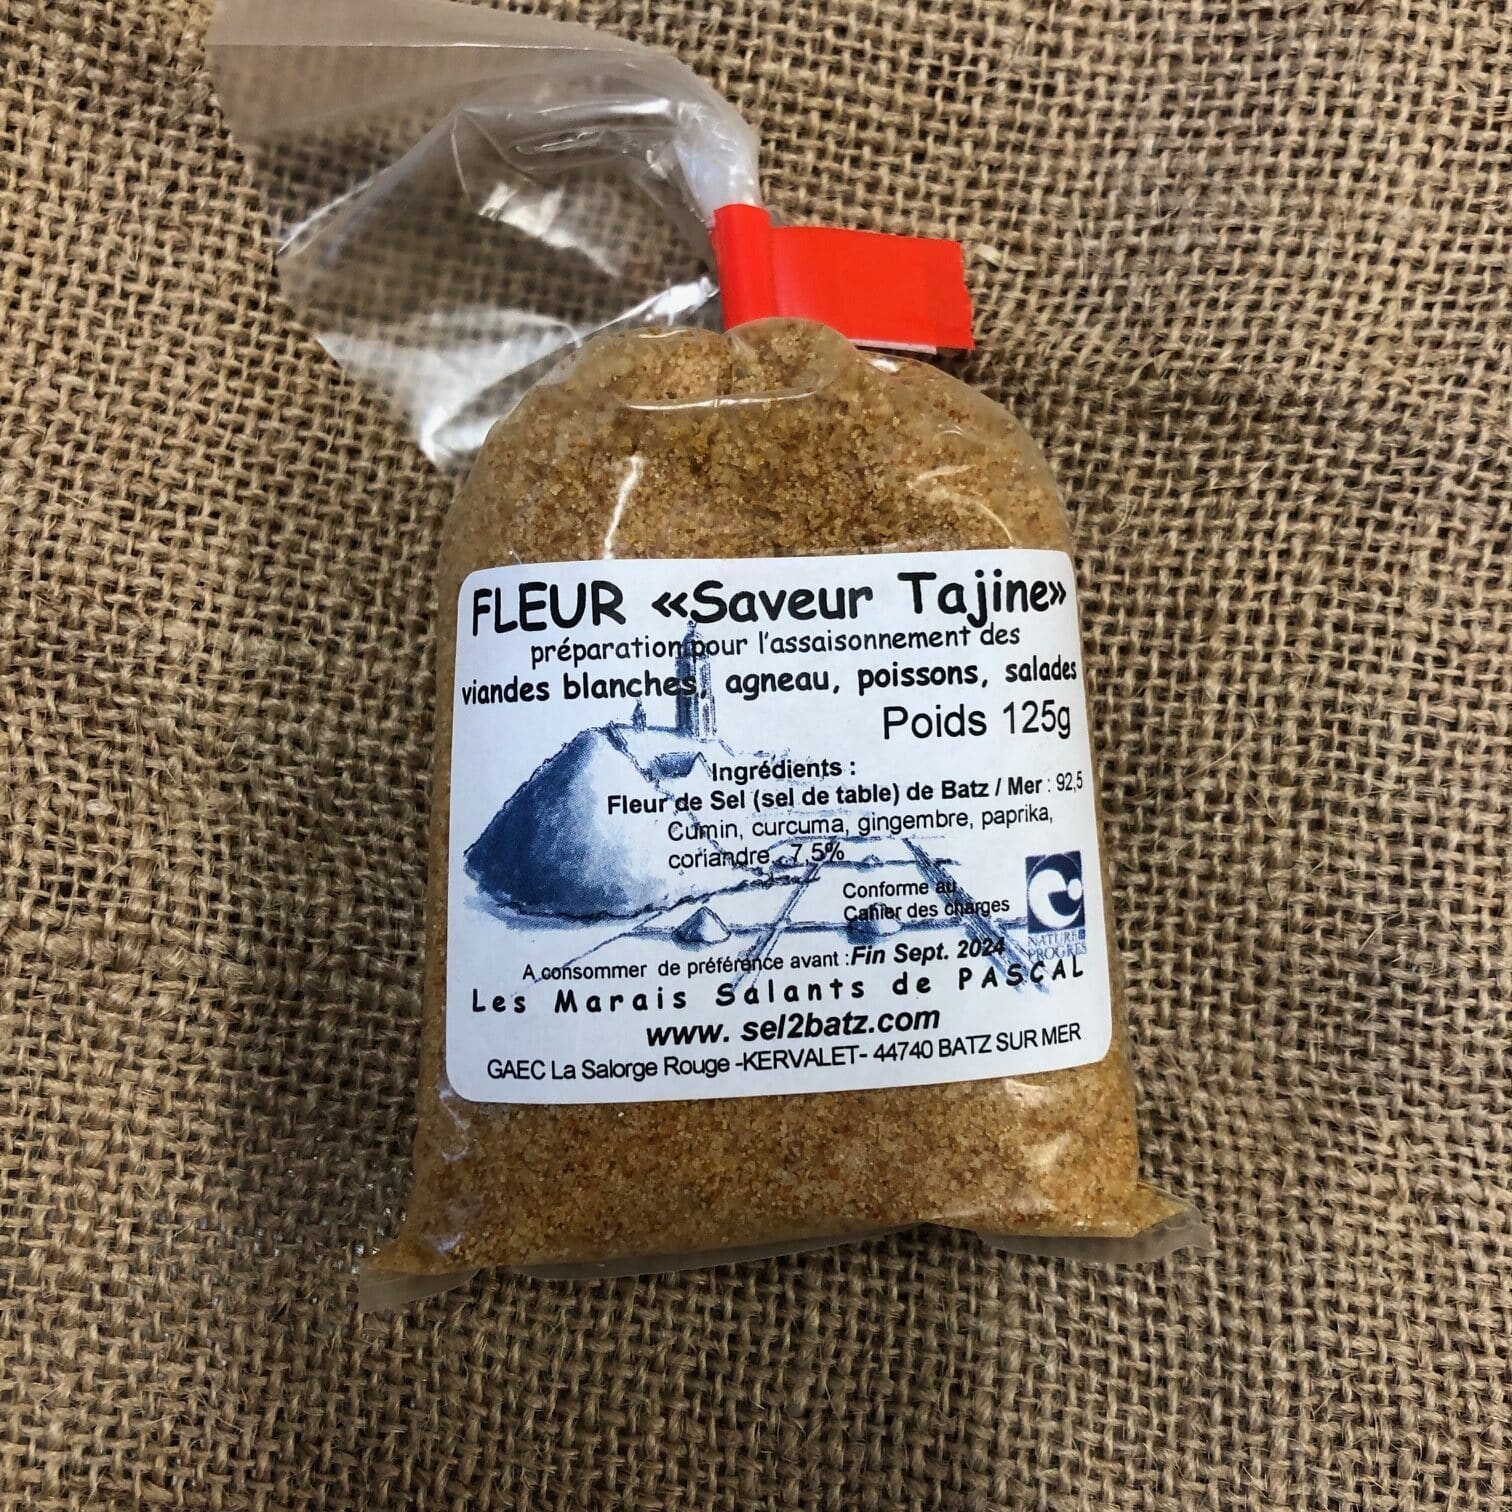 FLEUR «Saveur Tajine»
préparation pour l'assaisonnement des
viandes blanches, agneau, poissons, salades
Poids 125g
Ingrédients :
Fleur de Sel (sel de table) de Batz / Mer : 92,5
Cumin, curcuma, gingembre, paprika,
coriandre. 7,5%
Conforme au
Cahier des charges
NATURE &
PROGRES
A consommer de préférence avant :Fin Sept. 2024
Les Marais Salants de PASCAL
www. sel2batz.com
GAEC La Salorge Rouge -KERVALET- 44740 BATZ SUR MER